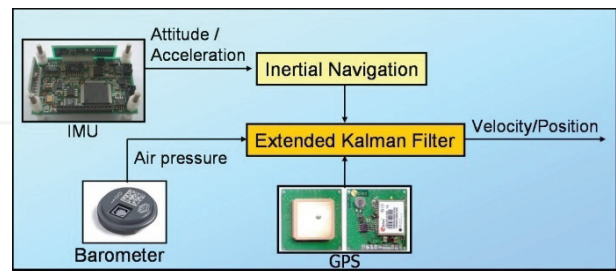 Attitude /
Acceleration
Inertial Navigation
IMU
Extended Kalman Filter
Velocity/Position
Air pressure
Barometer
GPS